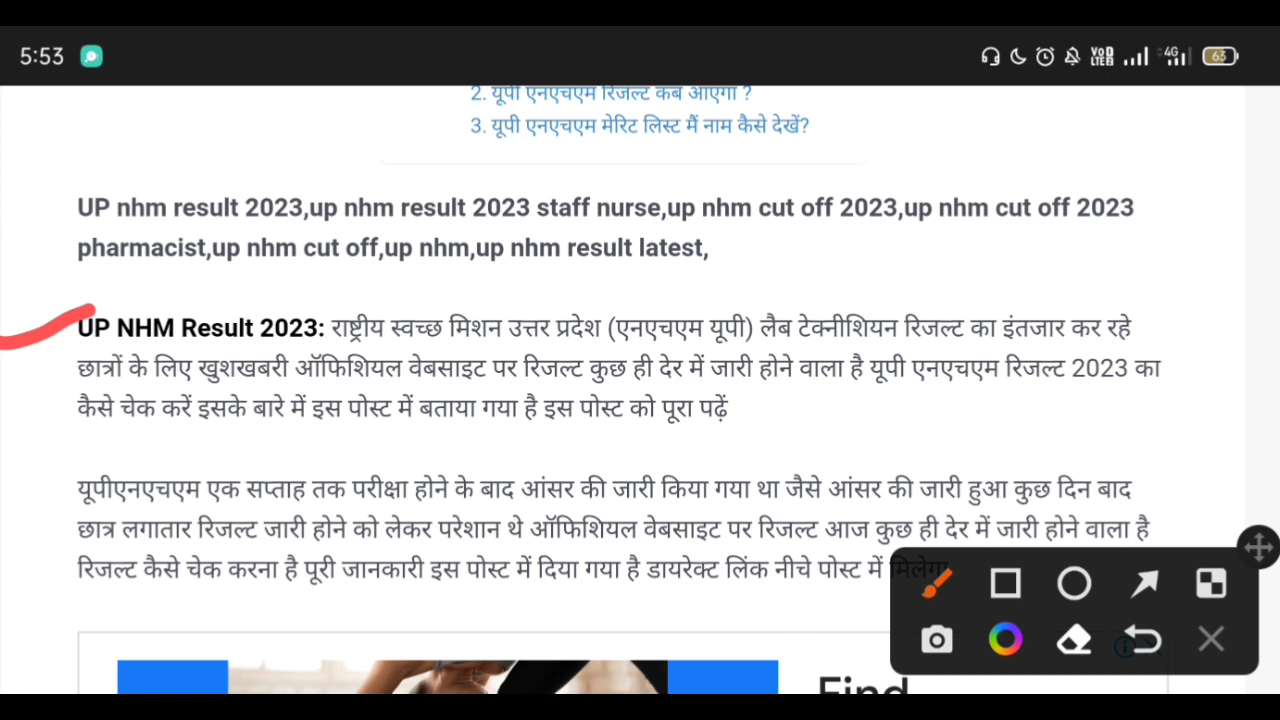 5:53
VoD LTE 4G 63
2. यूपी एनएचएम रिजल्ट कब आएगा ?
3. यूपी एनएचएम मेरिट लिस्ट मैं नाम कैसे देखें?
UP nhm result 2023,up nhm result 2023 staff nurse,up nhm cut off 2023,up nhm cut off 2023
pharmacist,up nhm cut off,up nhm,up nhm result latest,
UP NHM Result 2023: राष्ट्रीय स्वच्छ मिशन उत्तर प्रदेश (एनएचएम यूपी) लैब टेक्नीशियन रिजल्ट का इंतजार कर रहे
छात्रों के लिए खुशखबरी ऑफिशियल वेबसाइट पर रिजल्ट कुछ ही देर में जारी होने वाला है यूपी एनएचएम रिजल्ट 2023 का
कैसे चेक करें इसके बारे में इस पोस्ट में बताया गया है इस पोस्ट को पूरा पढ़ें
यूपीएनएचएम एक सप्ताह तक परीक्षा होने के बाद आंसर की जारी किया गया था जैसे आंसर की जारी हुआ कुछ दिन बाद
छात्र लगातार रिजल्ट जारी होने को लेकर परेशान थे ऑफिशियल वेबसाइट पर रिजल्ट आज कुछ ही देर में जारी होने वाला है
रिजल्ट कैसे चेक करना है पूरी जानकारी इस पोस्ट में दिया गया है डायरेक्ट लिंक नीचे पोस्ट में मिलेगा
Find